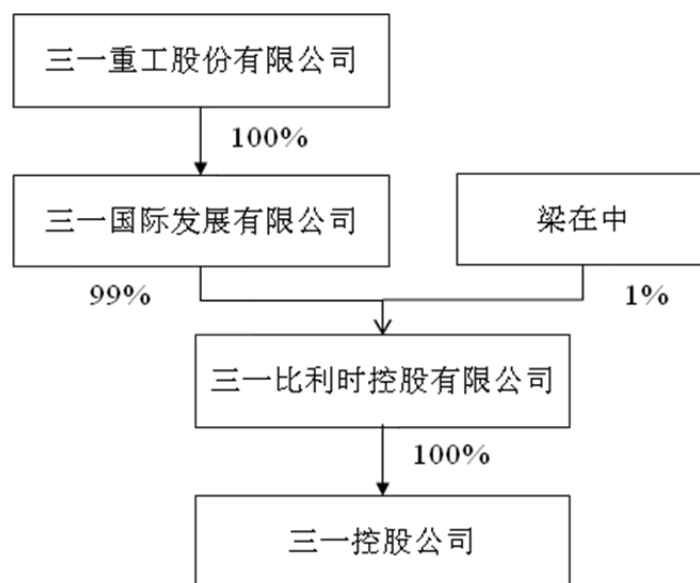 三一重工股份有限公司
100%
三一国际发展有限公司
梁在中
99%
1%
三一比利时控股有限公司
100%
三一控股公司